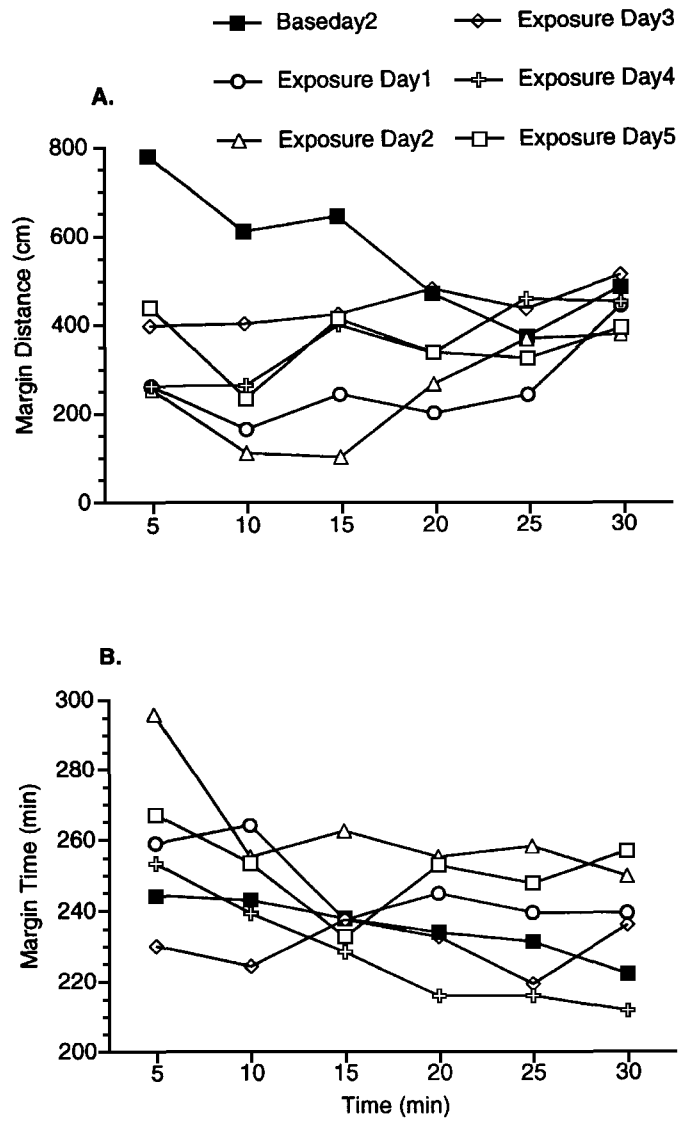 Baseday2 Exposure Day3
Exposure Day1 Exposure Day4
Exposure Day2 Exposure Day5
A.
800
600
400
200
0
Margin Distance (cm)
5 10 15 20 25 30
B.
300
280
260
240
220
200
Margin Time (min)
5 10 15 20 25 30
Time (min)